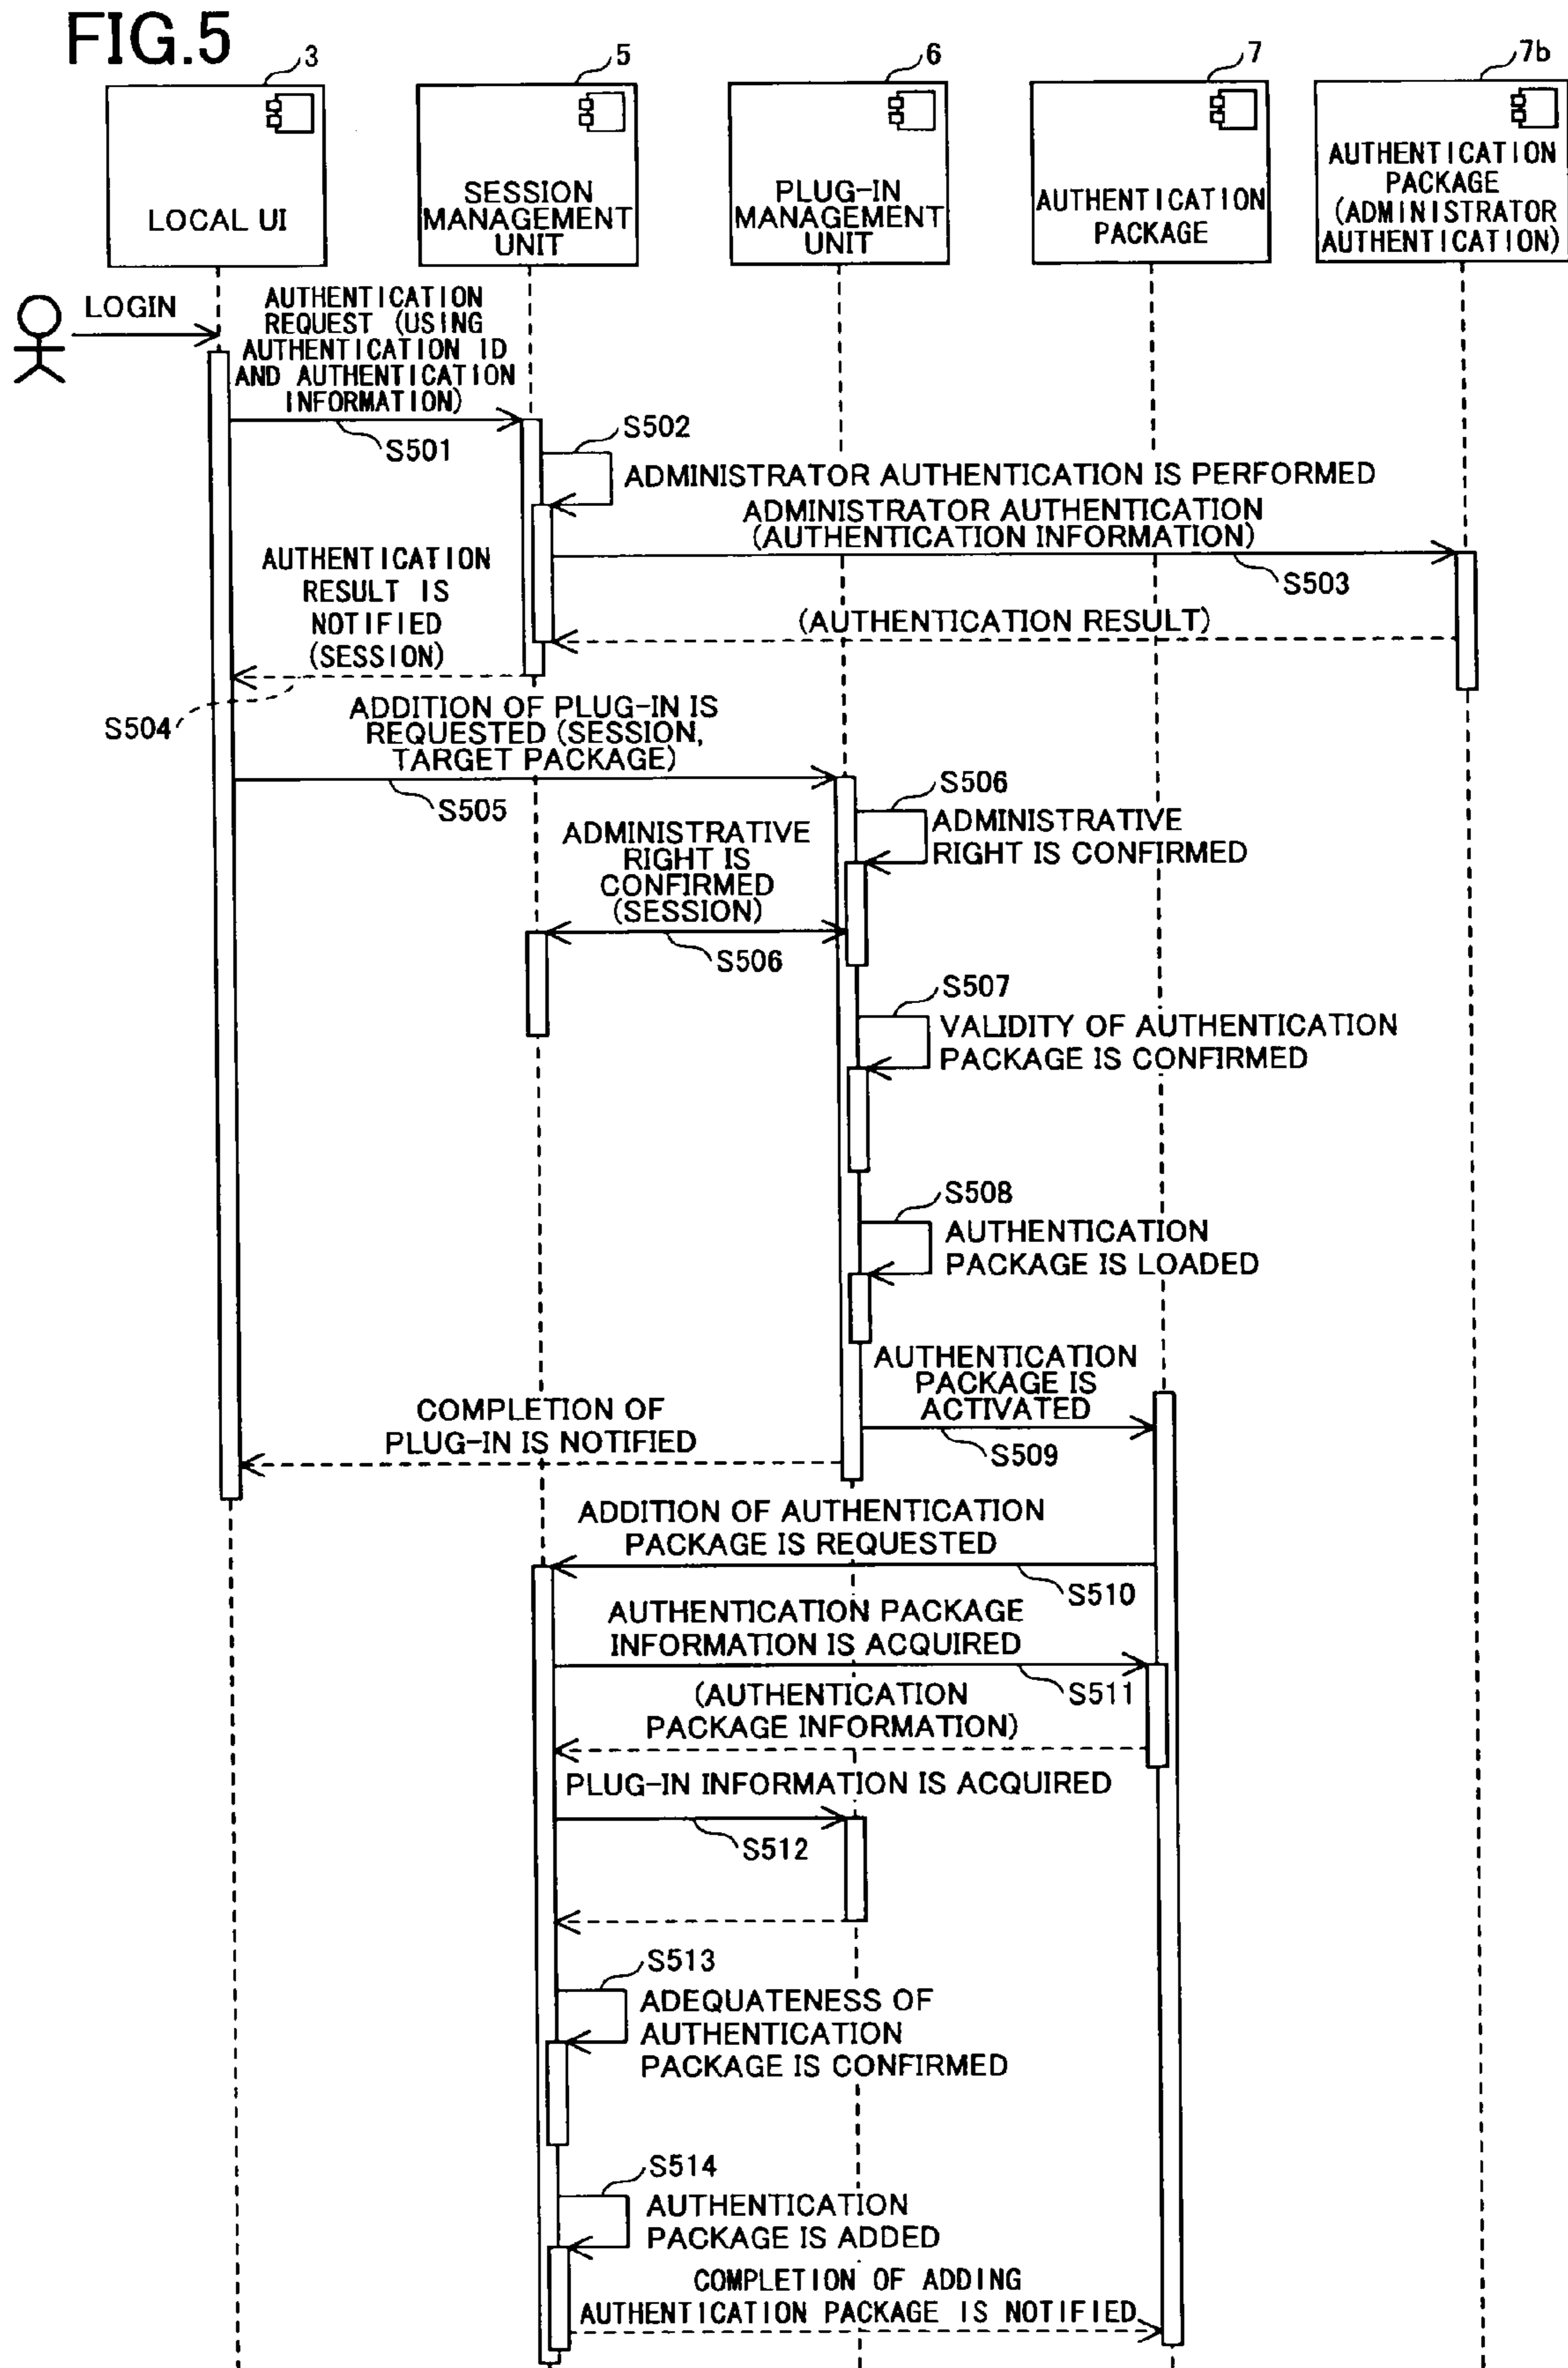 FIG.5
3
5
6
7
7b
LOCAL UI
SESSION
MANAGEMENT
UNIT
PLUG-IN
MANAGEMENT
UNIT
AUTHENTICATION
PACKAGE
AUTHENTICATION
PACKAGE
(ADMINISTRATOR
AUTHENTICATION)
LOGIN
AUTHENTICATION
REQUEST (USING
AUTHENTICATION ID
AND AUTHENTICATION
INFORMATION)
S501
S502
ADMINISTRATOR AUTHENTICATION IS PERFORMED
ADMINISTRATOR AUTHENTICATION
(AUTHENTICATION INFORMATION)
S503
AUTHENTICATION
RESULT IS
NOTIFIED
(SESSION)
(AUTHENTICATION RESULT)
S504
ADDITION OF PLUG-IN IS
REQUESTED (SESSION,
TARGET PACKAGE)
S505
S506
ADMINISTRATIVE
RIGHT IS CONFIRMED
ADMINISTRATIVE
RIGHT IS
CONFIRMED
(SESSION)
S506
S507
VALIDITY OF AUTHENTICATION
PACKAGE IS CONFIRMED
S508
AUTHENTICATION
PACKAGE IS LOADED
AUTHENTICATION
PACKAGE IS
ACTIVATED
S509
COMPLETION OF
PLUG-IN IS NOTIFIED
ADDITION OF AUTHENTICATION
PACKAGE IS REQUESTED
S510
AUTHENTICATION PACKAGE
INFORMATION IS ACQUIRED
S511
(AUTHENTICATION
PACKAGE INFORMATION)
PLUG-IN INFORMATION IS ACQUIRED
S512
S513
ADEQUATENESS OF
AUTHENTICATION
PACKAGE IS CONFIRMED
S514
AUTHENTICATION
PACKAGE IS ADDED
COMPLETION OF ADDING
AUTHENTICATION PACKAGE IS NOTIFIED